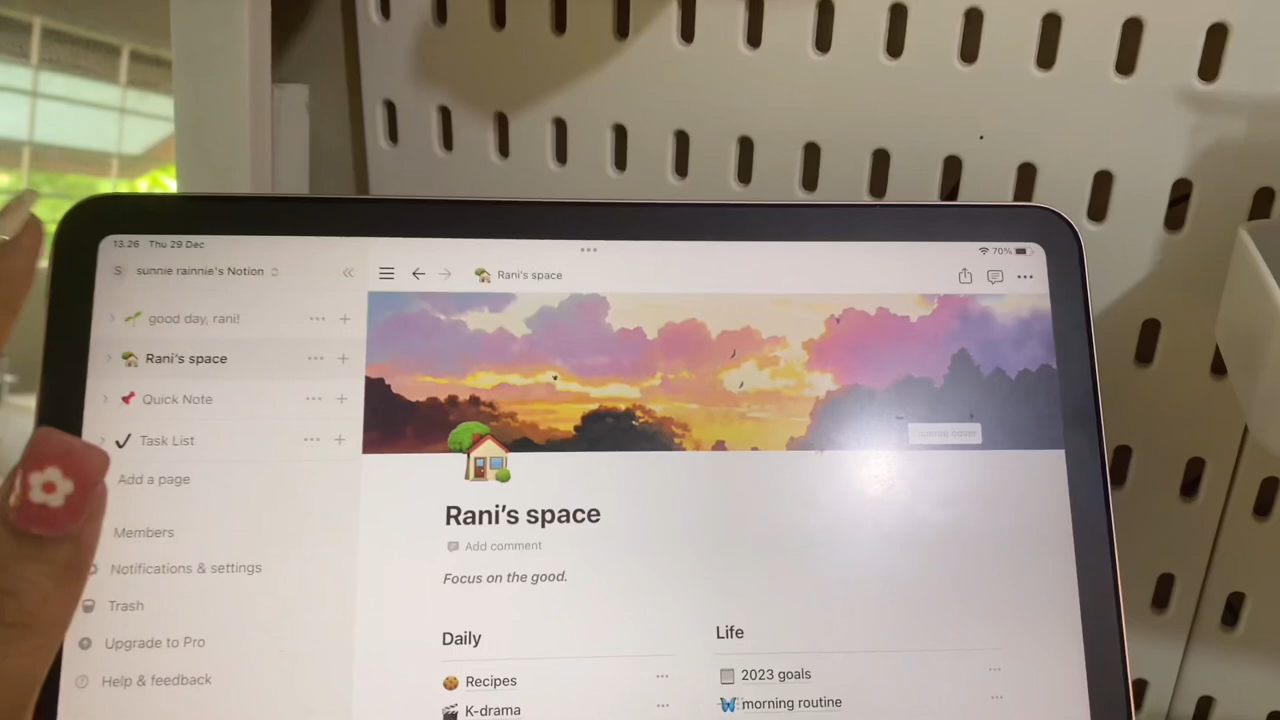 13.26 Thu 29 Dec
70%
S sunnie rainnie's Notion
Rani's space
good day, rani!
Rani's space
Quick Note
Task List
Add a page
Members
Notifications & settings
Trash
Upgrade to Pro
Help & feedback
Rani's space
Add comment
Focus on the good.
Daily
Recipes
K-drama
Life
2023 goals
morning routine